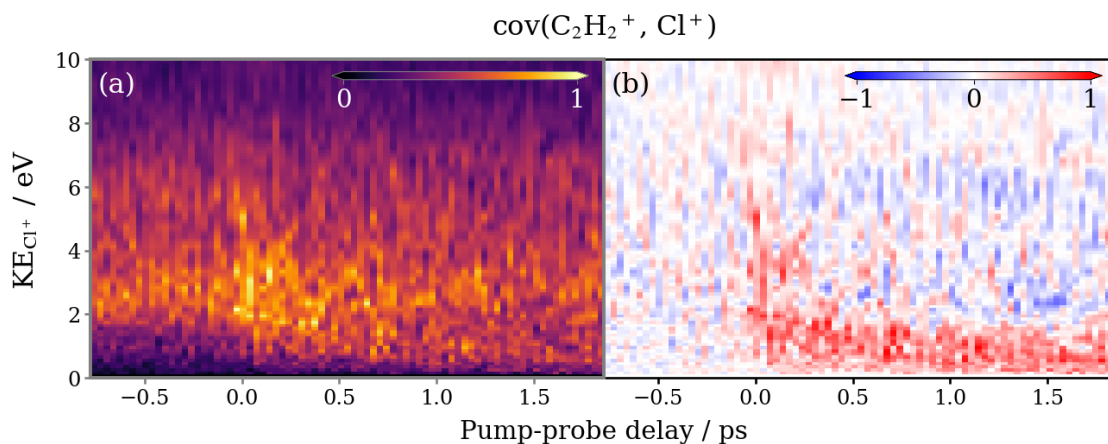 cov(C₂H₂⁺, Cl⁺)
(a)
0 1
(b)
−1 0 1
10
8
6
4
2
0
KE_Cl⁺ / eV
−0.5 0.0 0.5 1.0 1.5
−0.5 0.0 0.5 1.0 1.5
Pump-probe delay / ps